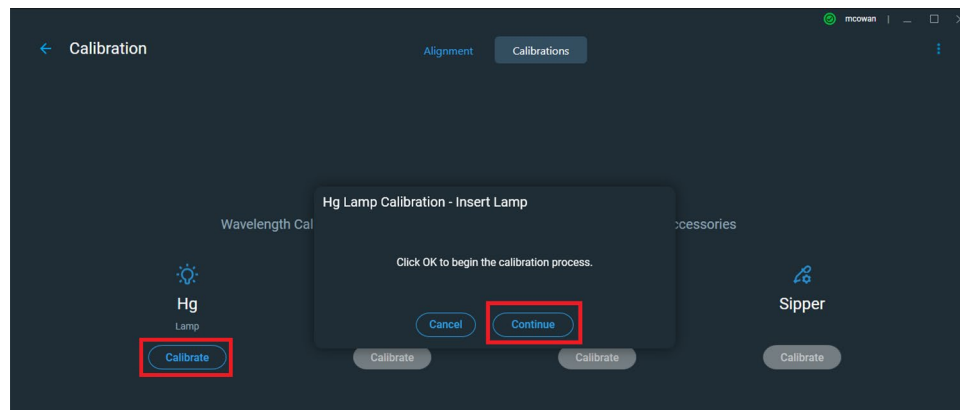 mcowan
Calibration
Alignment
Calibrations
Hg Lamp Calibration - Insert Lamp
Wavelength Cal
ccessories
Click OK to begin the calibration process.
Hg
Sipper
Lamp
Cancel
Continue
Calibrate
Calibrate
Calibrate
Calibrate